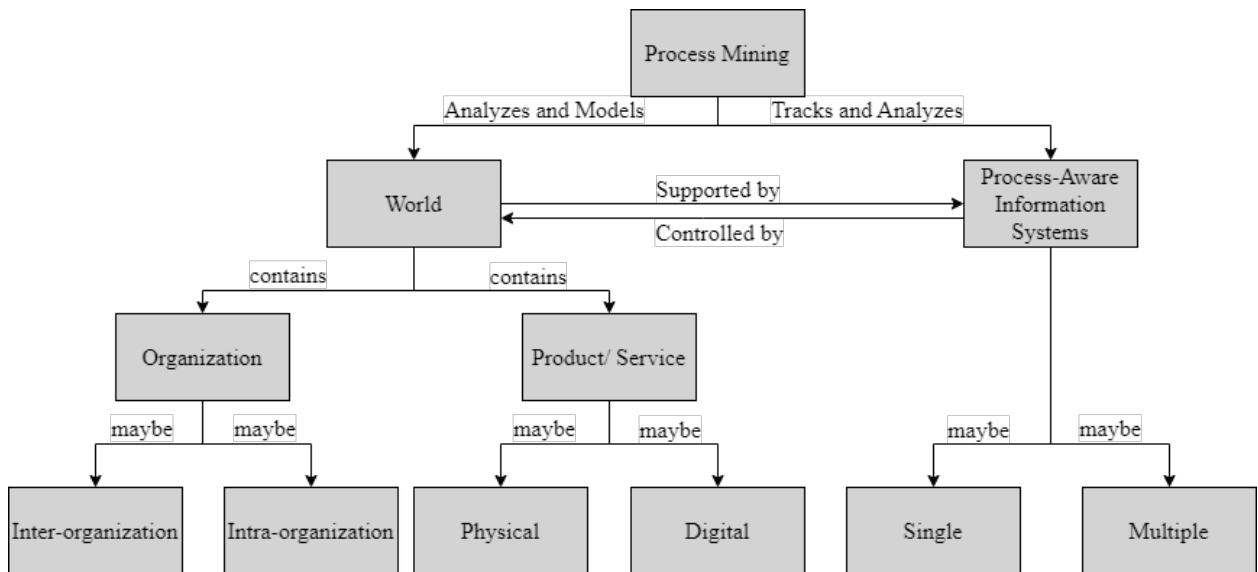 Process Mining
Analyzes and Models
Tracks and Analyzes
World
Process-Aware
Information
Systems
Supported by
Controlled by
contains
contains
Organization
Product/ Service
maybe
maybe
maybe
maybe
maybe
maybe
Inter-organization
Intra-organization
Physical
Digital
Single
Multiple